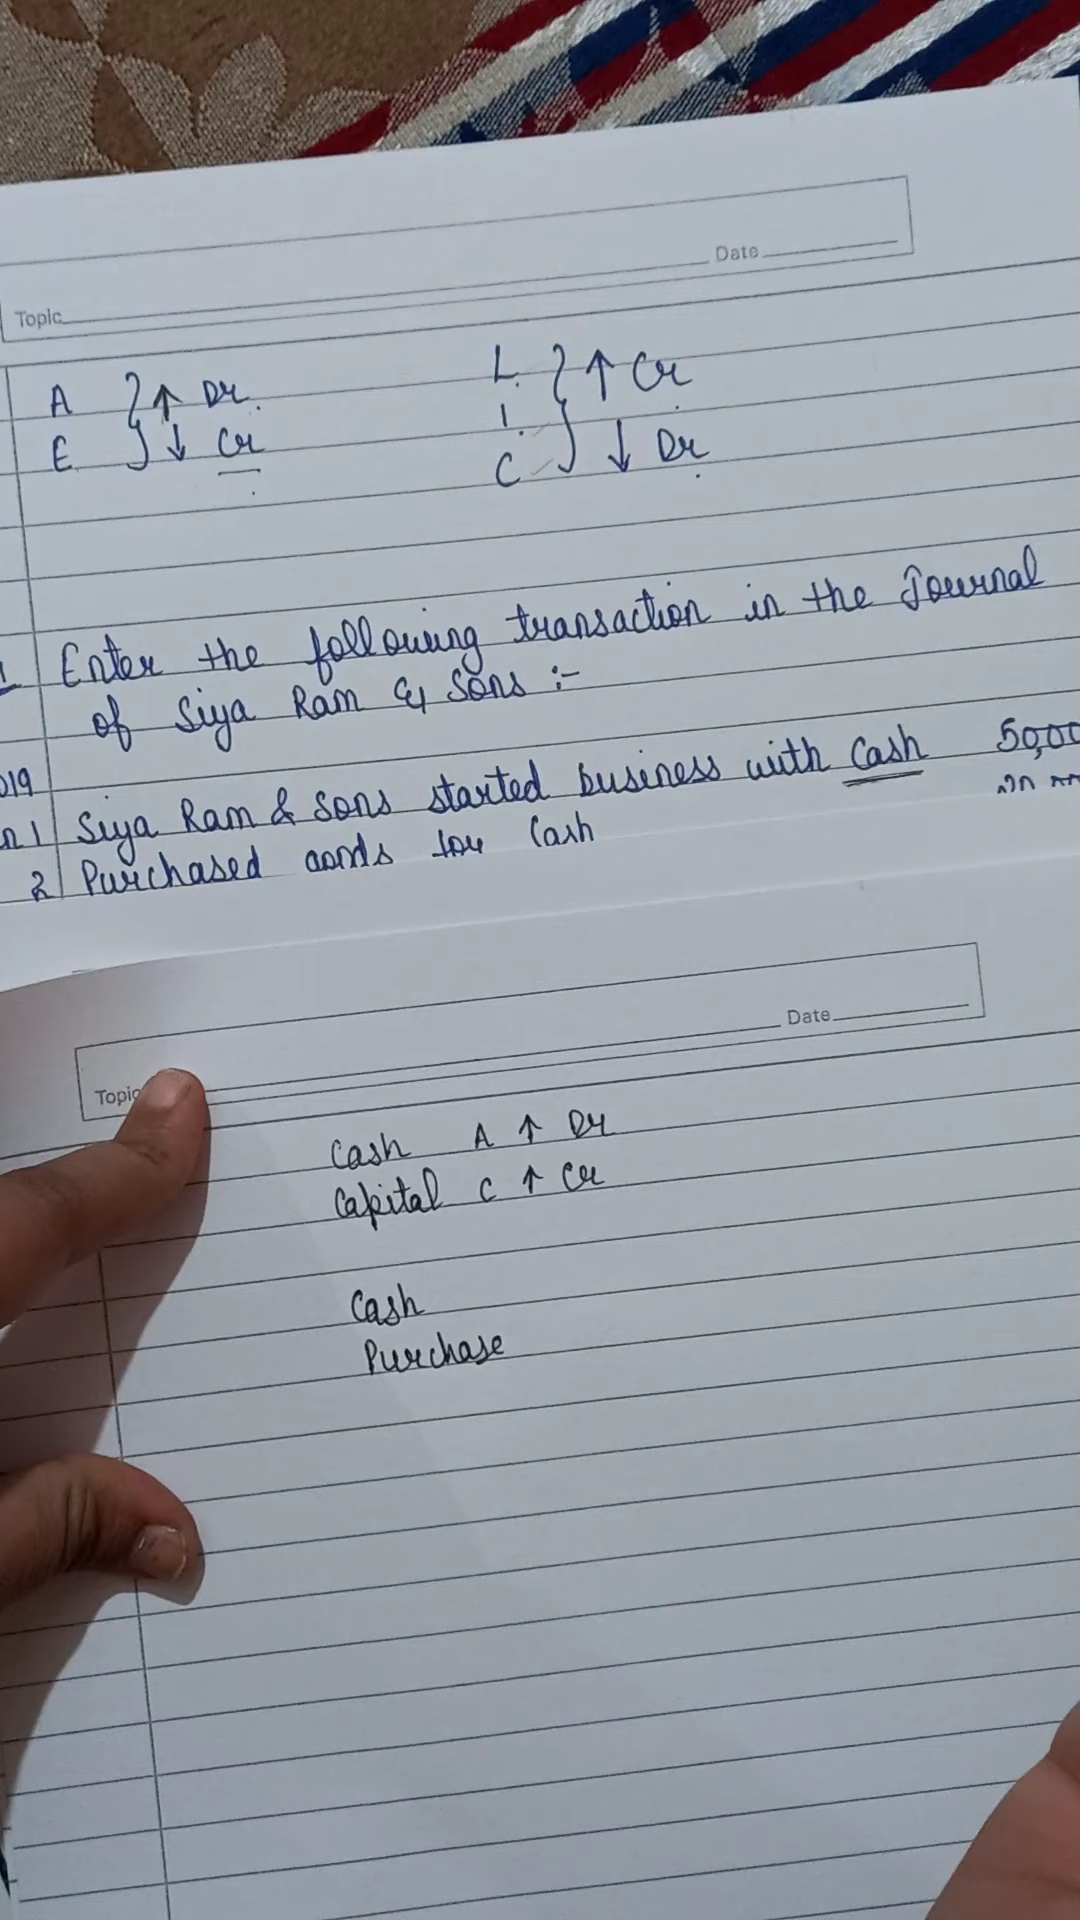 Topic Date
A ↑ Dr.
E ↓ Cr
L. ↑ Cr
I.
C ↓ Dr
Enter the following transaction in the Journal
of Siya Ram & Sons :-
019
n 1 Siya Ram & Sons started business with Cash 50,00
2 Purchased goods for Cash
Topic Date
Cash A ↑ Dr
Capital C ↑ Cr
Cash
Purchase